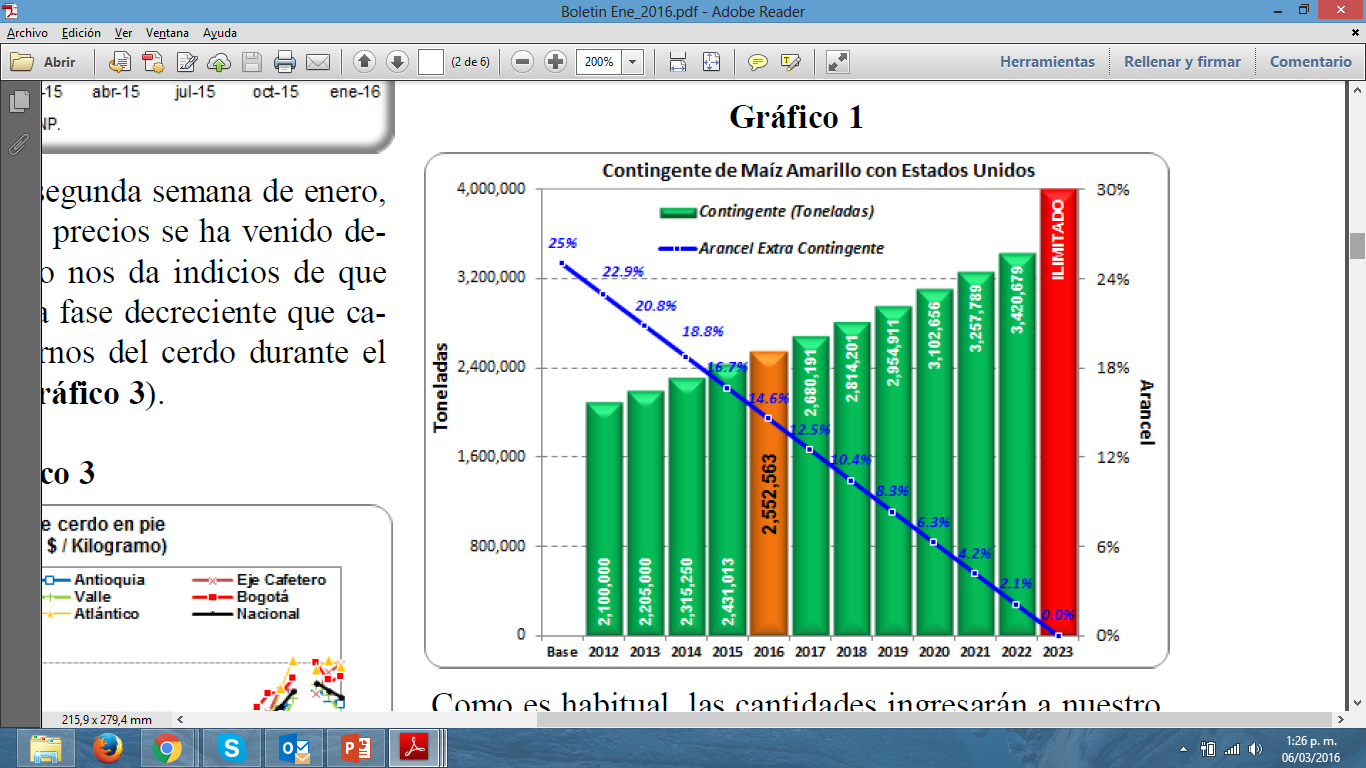 Boletin Ene_2016.pdf - Adobe Reader
Archivo Edición Ver Ventana Ayuda
Abrir (2 de 6) 200% Herramientas Rellenar y firmar Comentario
-15 abr-15 jul-15 oct-15 ene-16
NP.
segunda semana de enero,
precios se ha venido de-
o nos da indicios de que
a fase decreciente que ca-
rnos del cerdo durante el
ráfico 3).
co 3
e cerdo en pie
$ / Kilogramo)
Antioquia Eje Cafetero
Valle Bogotá
Atlántico Nacional
Gráfico 1
Contingente de Maíz Amarillo con Estados Unidos
Contingente (Toneladas)
Arancel Extra Contingente
Toneladas
4,000,000
3,200,000
2,400,000
1,600,000
800,000
0
25%
22.9%
20.8%
18.8%
16.7%
14.6%
12.5%
10.4%
8.3%
6.3%
4.2%
2.1%
0.0%
2,100,000
2,205,000
2,315,250
2,431,013
2,552,563
2,680,191
2,814,201
2,954,911
3,102,656
3,257,789
3,420,679
ILIMITADO
30%
24%
18%
12%
6%
0%
Arancel
Base 2012 2013 2014 2015 2016 2017 2018 2019 2020 2021 2022 2023
Como es habitual, las cantidades ingresarán a nuestro
215,9 x 279,4 mm
1:26 p. m.
06/03/2016